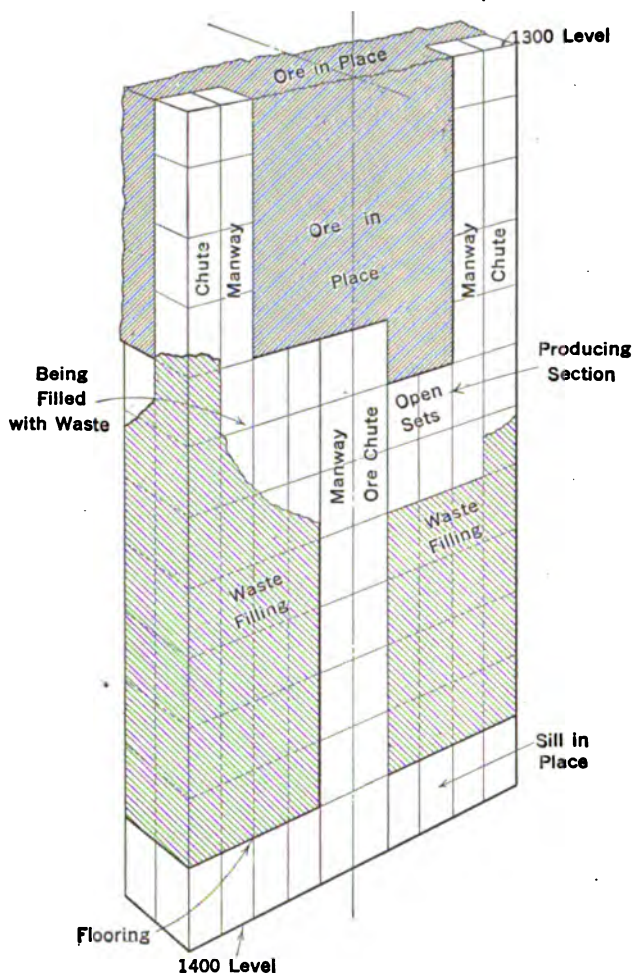 1300 Level
Ore in Place
Ore in
Place
Chute
Manway
Manway
Chute
Producing
Section
Being
Filled
with Waste
Open
Sets
Manway
Ore Chute
Waste
Filling
Waste
Filling
Sill in
Place
Flooring
1400 Level